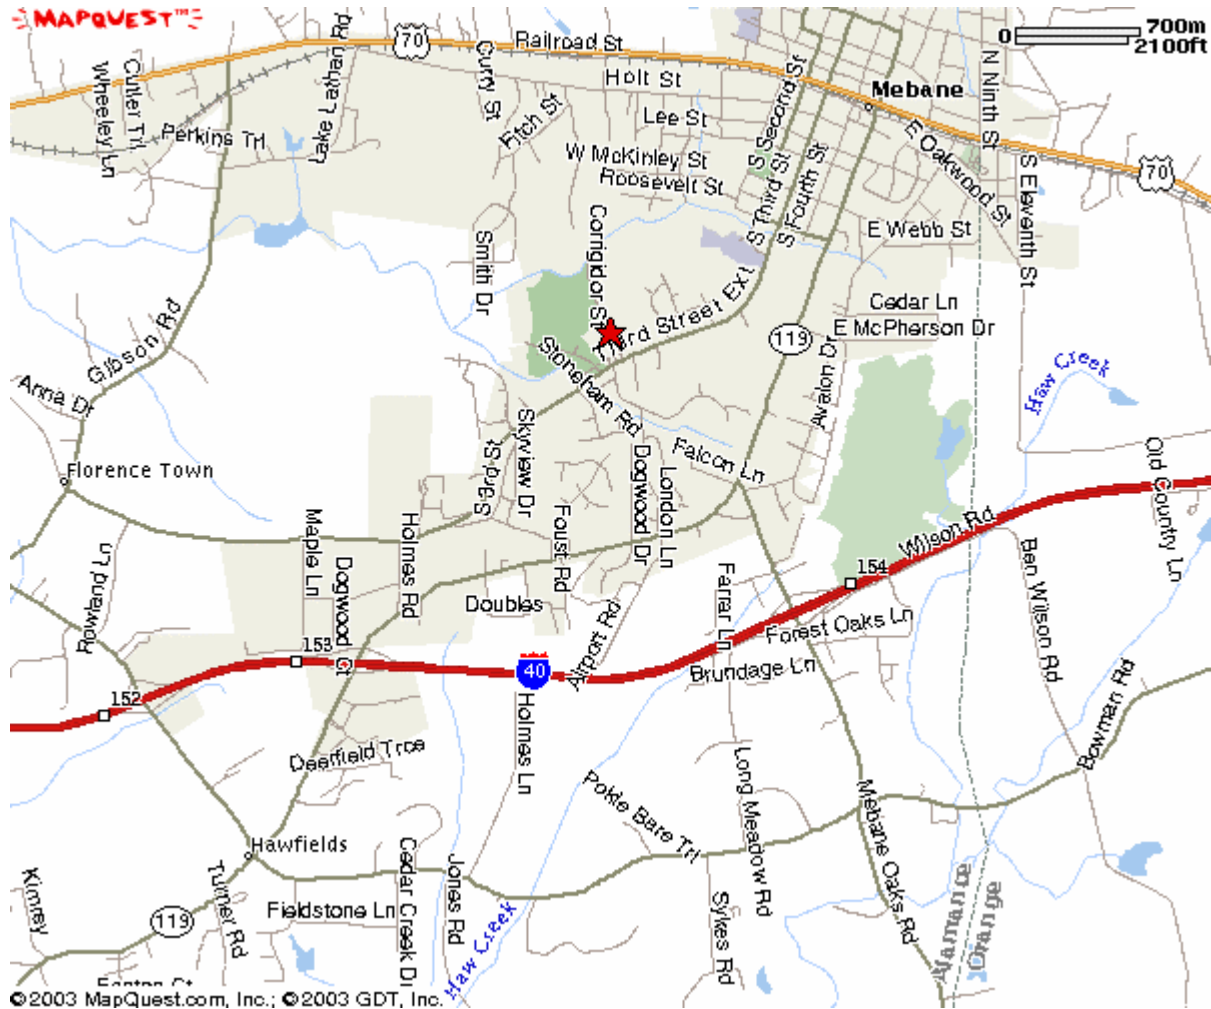 MAPQUEST™
700m
0
2100ft
70
Railroad St
Holt St
Lee St
W McKinley St
Roosevelt St
Mebane
N Ninth St
E Oakwood St
S Eleventh St
70
Wheeley Ln
Cutler Trl
Perkins Trl
Lake Lathan Rd
Curry St
Fitch St
S Second St
S Third St
S Fourth St
E Webb St
Smith Dr
Corrigidor St
Third Street Ext
Cedar Ln
E McPherson Dr
119
Avalon Dr
Haw Creek
Gibson Rd
Anna Dr
Stoneham Rd
Florence Town
S 3rd St
Skyview Dr
Falcon Ln
Dogwood Dr
London Ln
Old Country Ln
Wilson Rd
Maple Ln
Holmes Rd
Foust Rd
Dogwood Ct
Rowland Ln
Doubles
Airport Rd
Farrar Ln
154
Forest Oaks Ln
Ben Wilson Rd
153
40
Brundage Ln
152
Holmes Ln
Bowman Rd
Deerfield Trce
Pokie Bare Trl
Long Meadow Rd
Mebane Oaks Rd
Hawfields
Kimrey
Turner Rd
Cedar Creek Dr
Jones Rd
Fieldstone Ln
119
Haw Creek
Sykes Rd
Alamance
Orange
©2003 MapQuest.com, Inc.; ©2003 GDT, Inc.